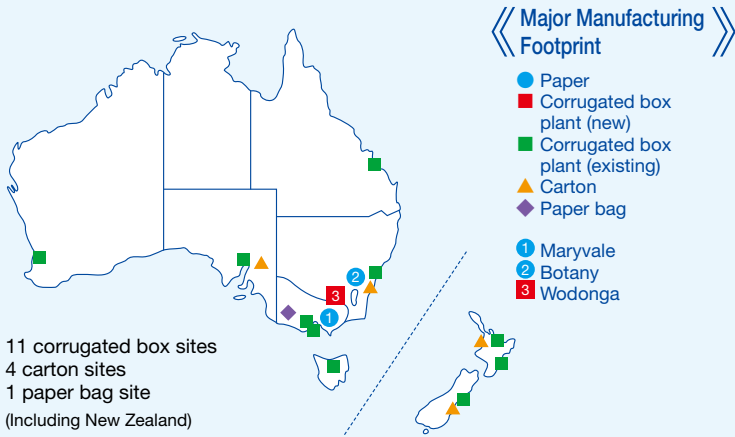 Major Manufacturing
Footprint
Paper
Corrugated box
plant (new)
Corrugated box
plant (existing)
Carton
Paper bag
1 Maryvale
2 Botany
3 Wodonga
2
3
1
11 corrugated box sites
4 carton sites
1 paper bag site
(Including New Zealand)